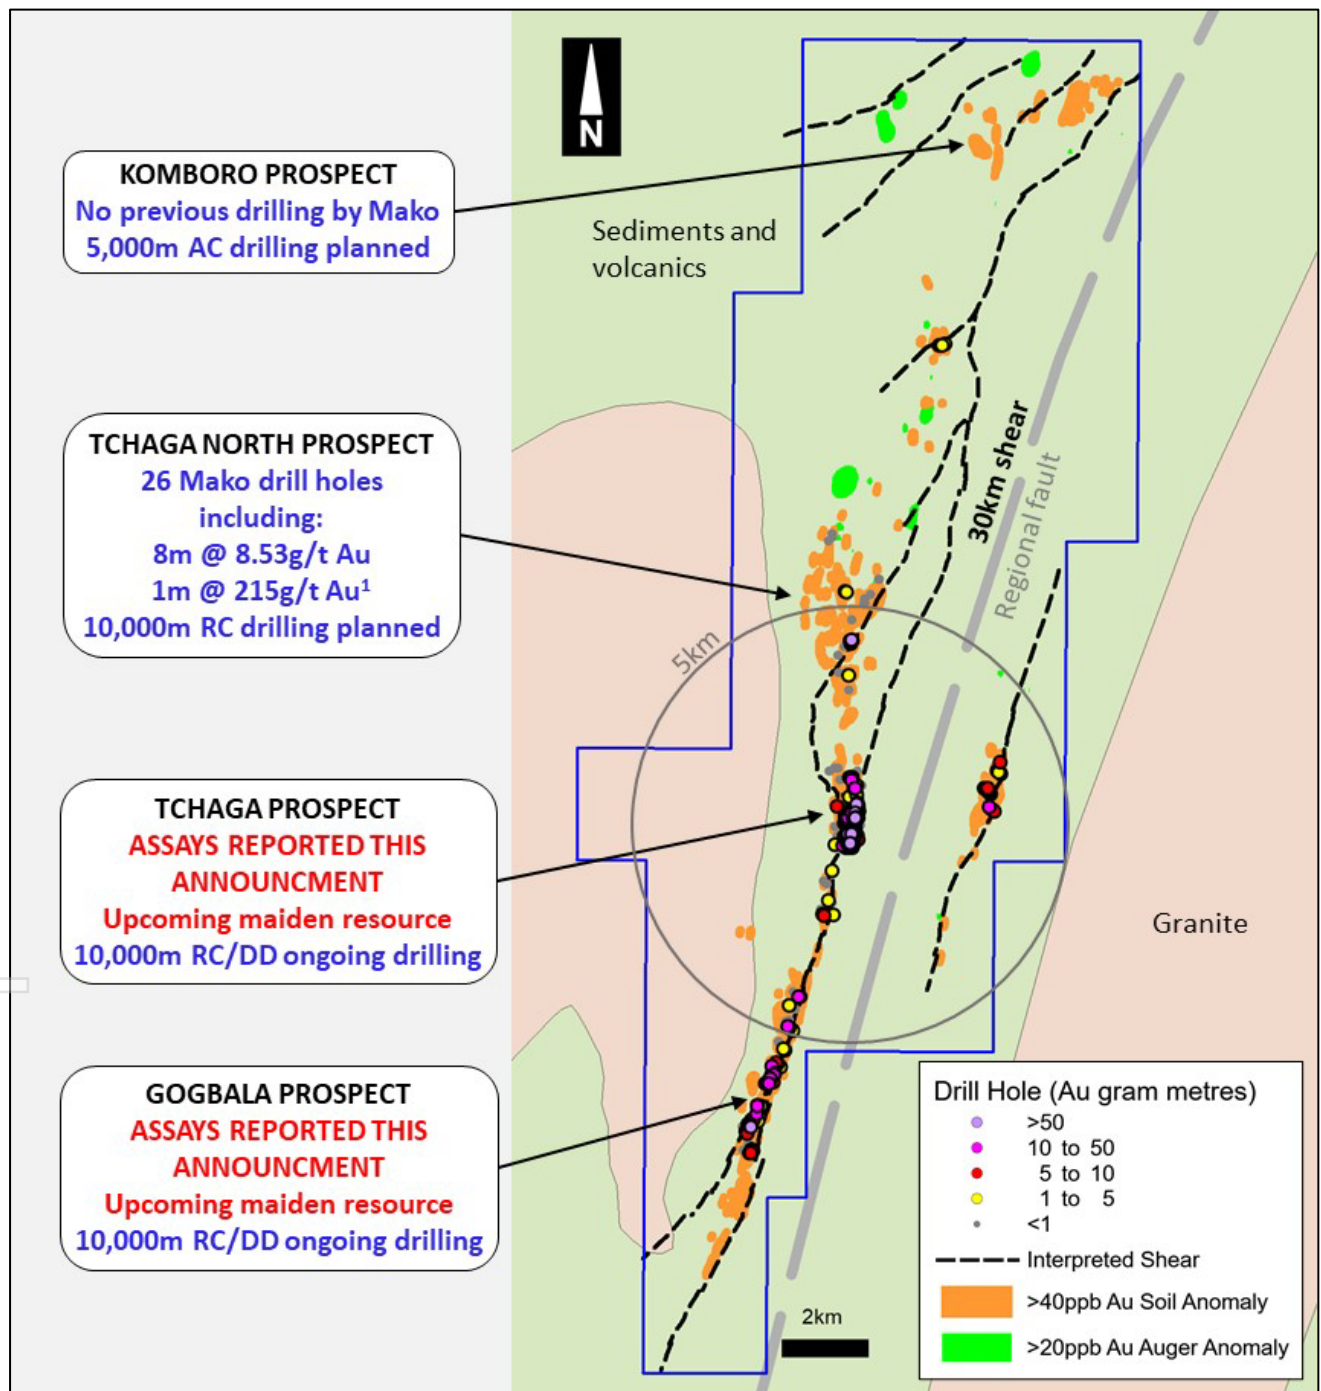 N
KOMBORO PROSPECT
No previous drilling by Mako
5,000m AC drilling planned
Sediments and
volcanics
TCHAGA NORTH PROSPECT
26 Mako drill holes
including:
8m @ 8.53g/t Au
1m @ 215g/t Au¹
10,000m RC drilling planned
30km shear
Regional fault
5km
TCHAGA PROSPECT
ASSAYS REPORTED THIS
ANNOUNCMENT
Upcoming maiden resource
10,000m RC/DD ongoing drilling
Granite
GOGBALA PROSPECT
ASSAYS REPORTED THIS
ANNOUNCMENT
Upcoming maiden resource
10,000m RC/DD ongoing drilling
2km
Drill Hole (Au gram metres)
>50
10 to 50
5 to 10
1 to 5
<1
Interpreted Shear
>40ppb Au Soil Anomaly
>20ppb Au Auger Anomaly